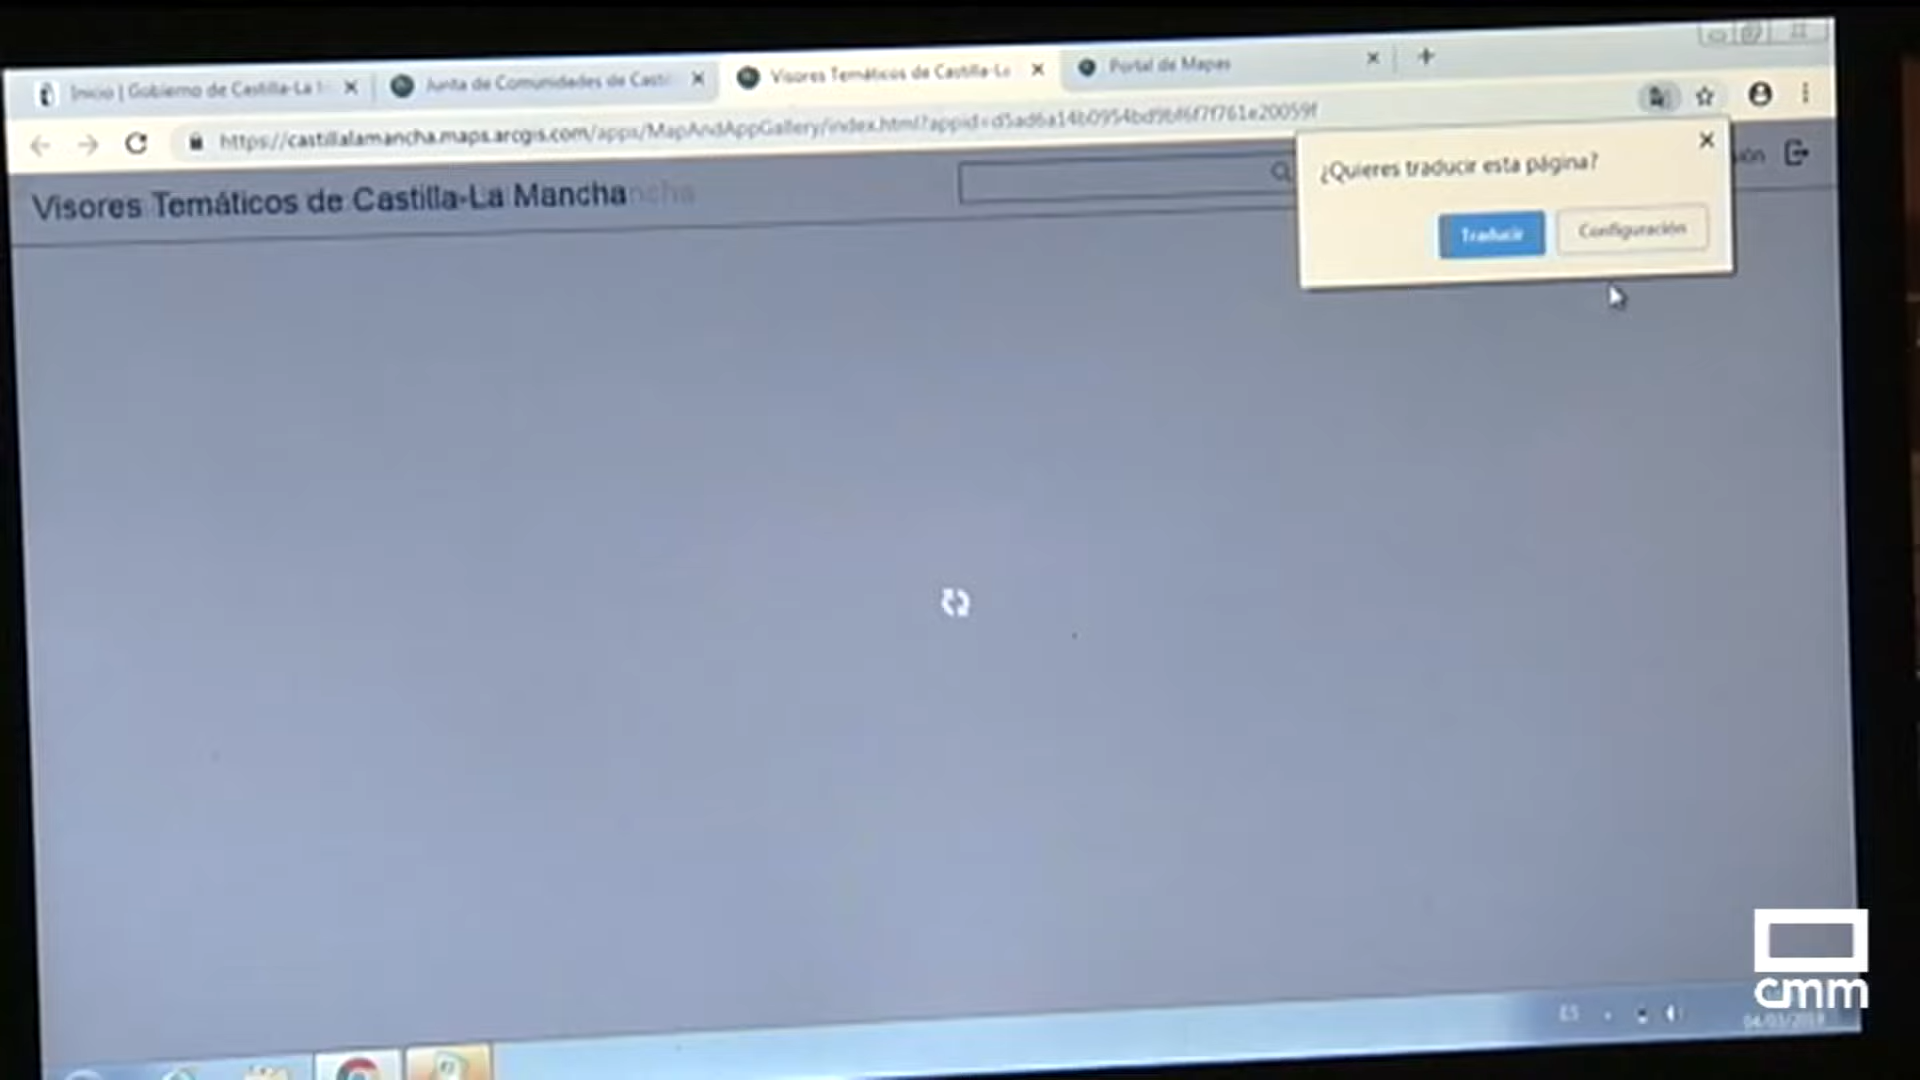 Inicio | Gobierno de Castilla-La
Junta de Comunidades de Casti
Visores Temáticos de Castilla-La
Portal de Mapas
https://castillalamancha.maps.arcgis.com/apps/MapAndAppGallery/index.html?appid=d5ad6a14b0954bd9bf6f7f761e20059f
Visores Temáticos de Castilla-La Mancha
¿Quieres traducir esta página?
Traducir
Configuración
ES
cmm